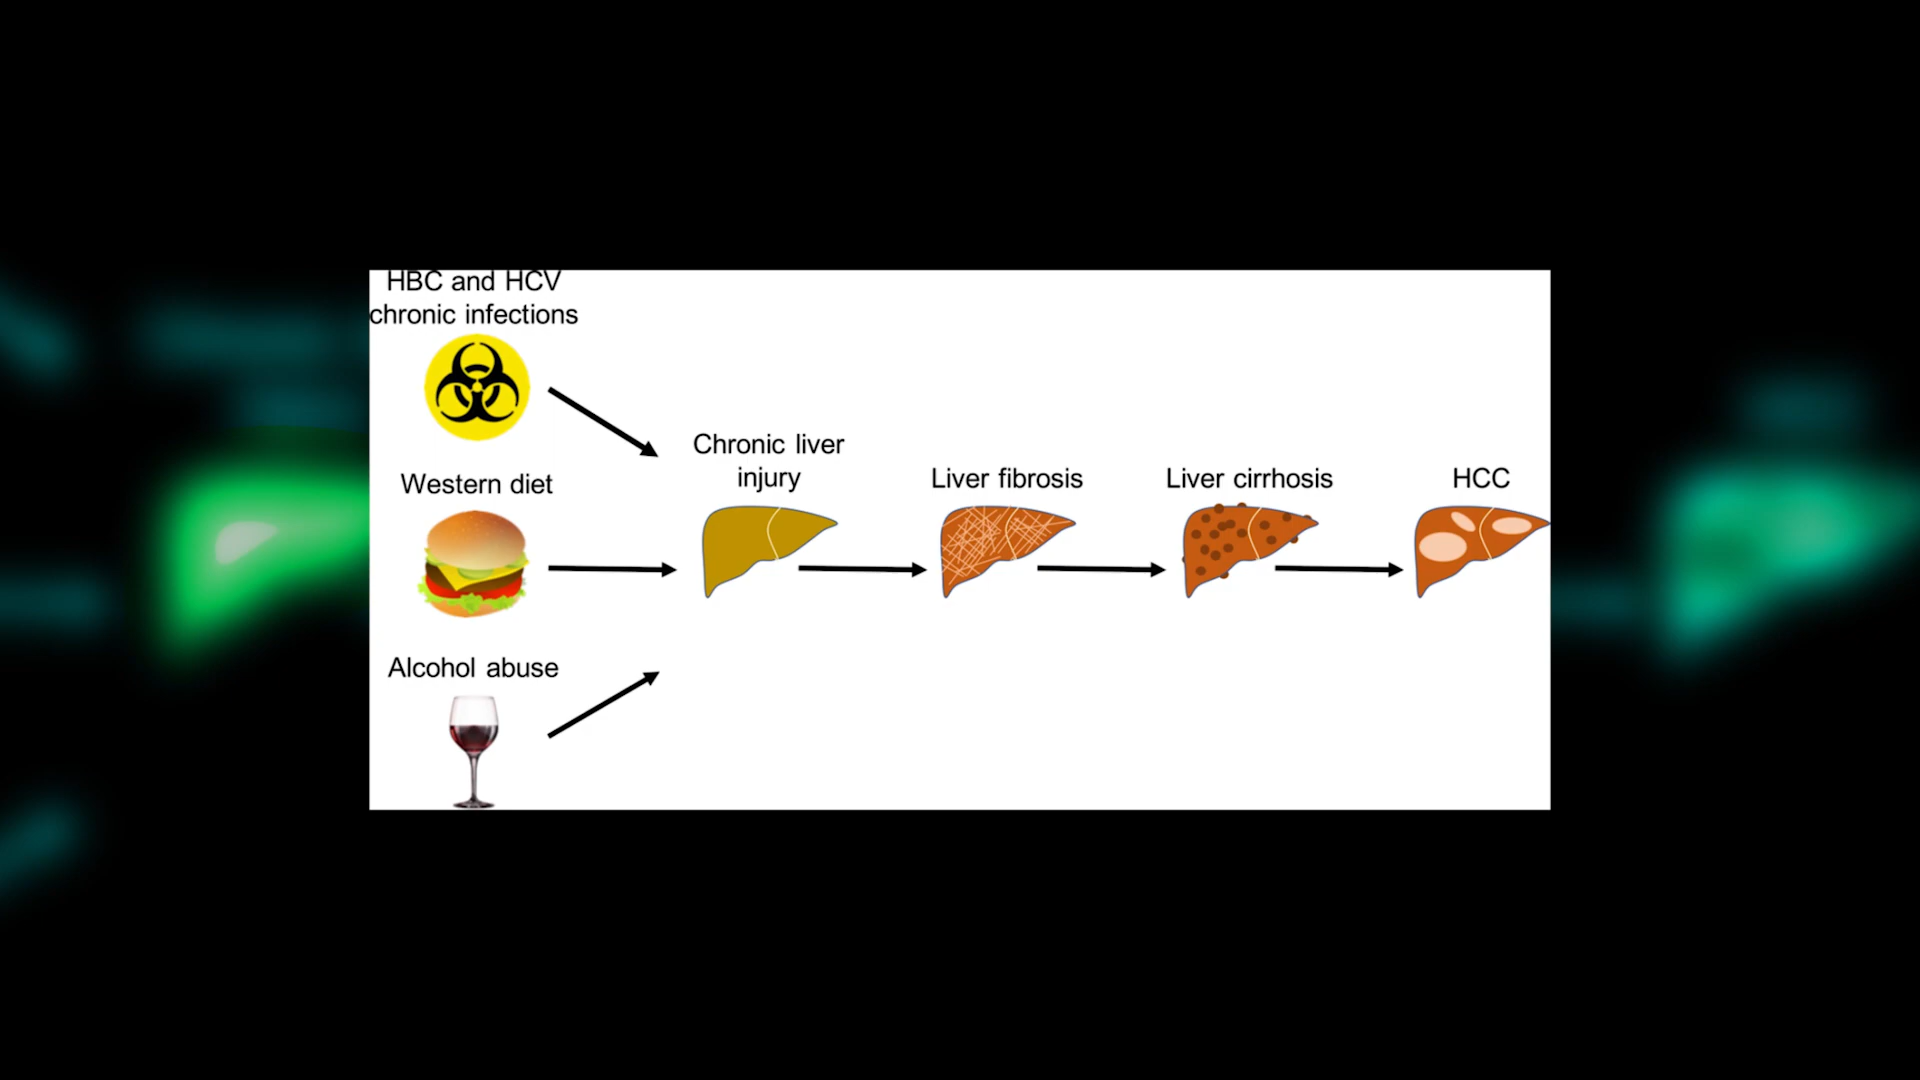 HBC and HCV
chronic infections
Western diet
Alcohol abuse
Chronic liver
injury
Liver fibrosis
Liver cirrhosis
HCC